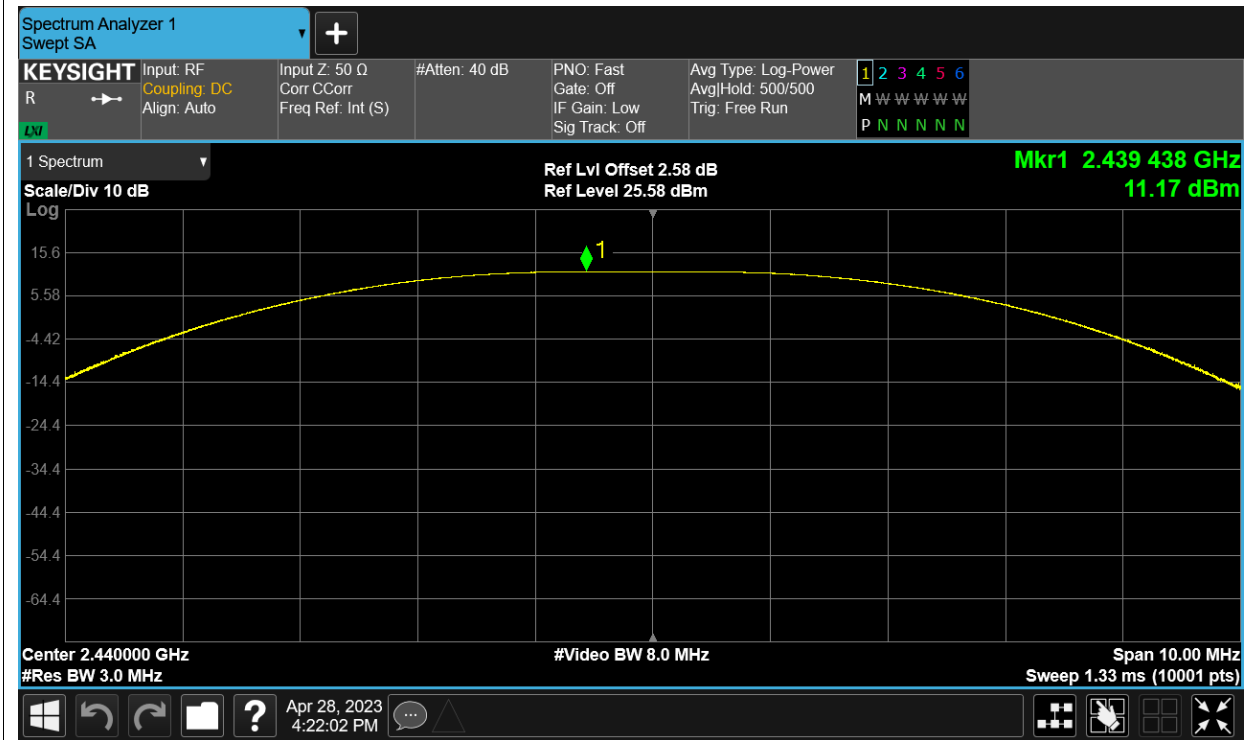 Spectrum Analyzer 1
Swept SA
KEYSIGHT
R
LXI
Input: RF
Coupling: DC
Align: Auto
Input Z: 50 Ω
Corr CCorr
Freq Ref: Int (S)
#Atten: 40 dB
PNO: Fast
Gate: Off
IF Gain: Low
Sig Track: Off
Avg Type: Log-Power
Avg|Hold: 500/500
Trig: Free Run
1 2 3 4 5 6
M W W W W W
P N N N N N
1 Spectrum
Scale/Div 10 dB
Log
Ref Lvl Offset 2.58 dB
Ref Level 25.58 dBm
Mkr1 2.439 438 GHz
11.17 dBm
1
15.6
5.58
-4.42
-14.4
-24.4
-34.4
-44.4
-54.4
-64.4
Center 2.440000 GHz
#Res BW 3.0 MHz
#Video BW 8.0 MHz
Span 10.00 MHz
Sweep 1.33 ms (10001 pts)
?
Apr 28, 2023
4:22:02 PM